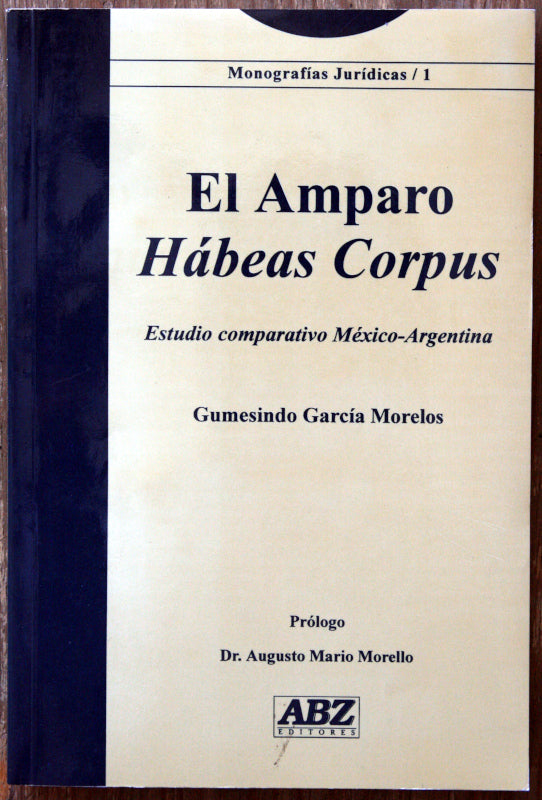 Monografías Jurídicas / 1
El Amparo
Hábeas Corpus
Estudio comparativo México-Argentina
Gumesindo García Morelos
Prólogo
Dr. Augusto Mario Morello
ABZ
EDITORES